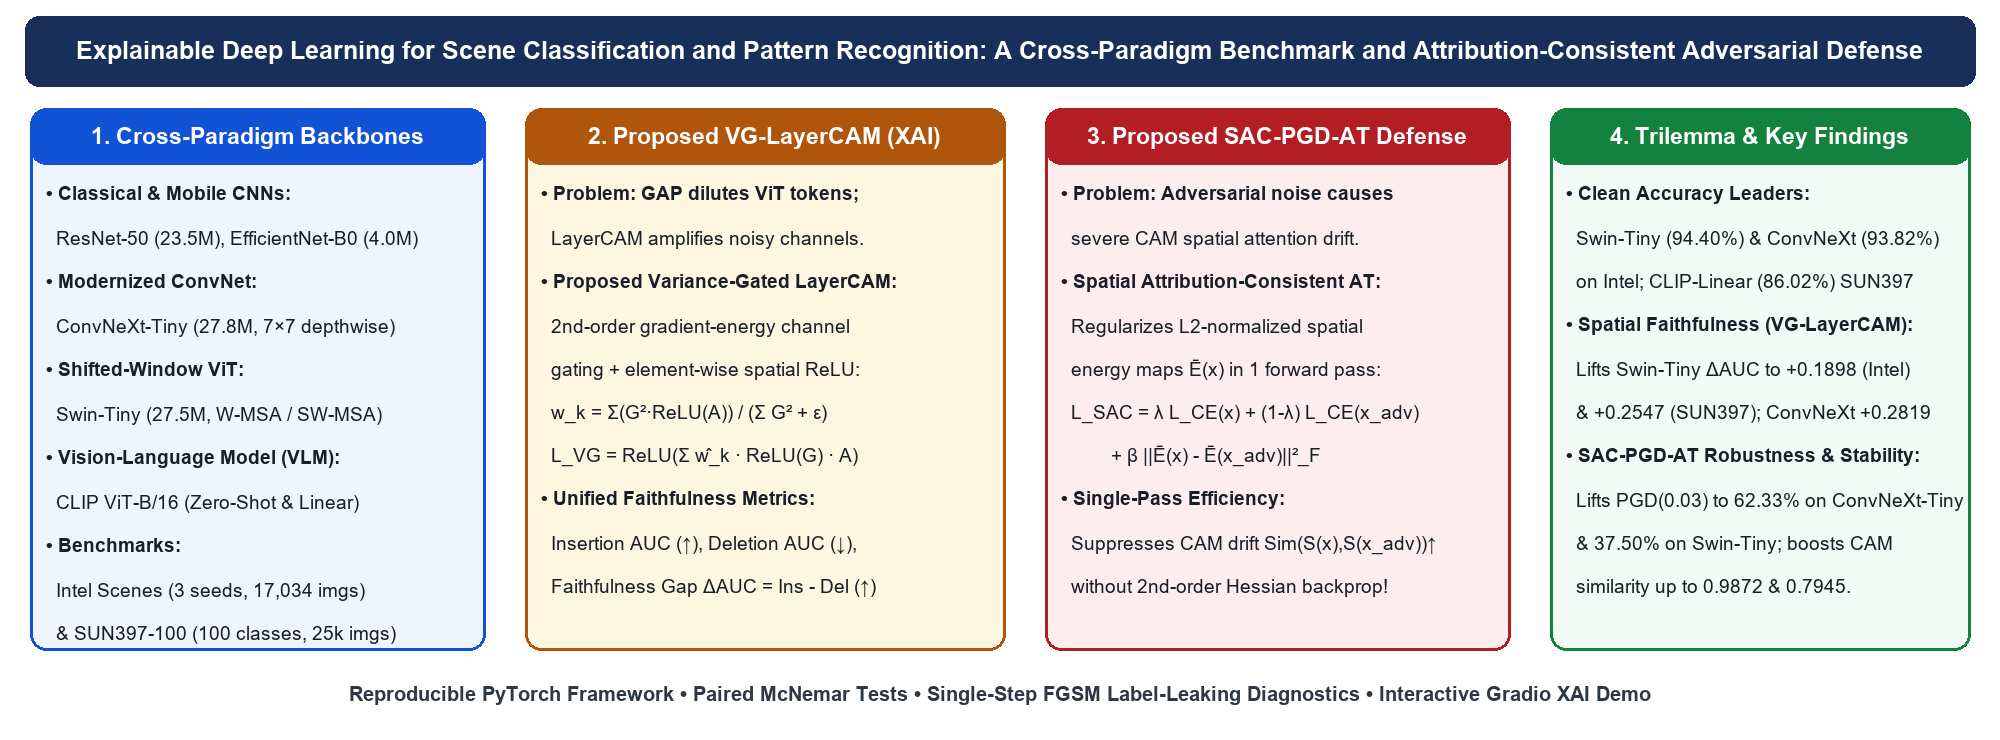 Explainable Deep Learning for Scene Classification and Pattern Recognition: A Cross-Paradigm Benchmark and Attribution-Consistent Adversarial Defense
1. Cross-Paradigm Backbones
• Classical & Mobile CNNs:
ResNet-50 (23.5M), EfficientNet-B0 (4.0M)
• Modernized ConvNet:
ConvNeXt-Tiny (27.8M, 7×7 depthwise)
• Shifted-Window ViT:
Swin-Tiny (27.5M, W-MSA / SW-MSA)
• Vision-Language Model (VLM):
CLIP ViT-B/16 (Zero-Shot & Linear)
• Benchmarks:
Intel Scenes (3 seeds, 17,034 imgs)
& SUN397-100 (100 classes, 25k imgs)
2. Proposed VG-LayerCAM (XAI)
• Problem: GAP dilutes ViT tokens;
LayerCAM amplifies noisy channels.
• Proposed Variance-Gated LayerCAM:
2nd-order gradient-energy channel
gating + element-wise spatial ReLU:
w_k = Σ(G²·ReLU(A)) / (Σ G² + ε)
L_VG = ReLU(Σ ŵ_k · ReLU(G) · A)
• Unified Faithfulness Metrics:
Insertion AUC (↑), Deletion AUC (↓),
Faithfulness Gap ΔAUC = Ins - Del (↑)
3. Proposed SAC-PGD-AT Defense
• Problem: Adversarial noise causes
severe CAM spatial attention drift.
• Spatial Attribution-Consistent AT:
Regularizes L2-normalized spatial
energy maps Ē(x) in 1 forward pass:
L_SAC = λ L_CE(x) + (1-λ) L_CE(x_adv)
+ β ||Ē(x) - Ē(x_adv)||²_F
• Single-Pass Efficiency:
Suppresses CAM drift Sim(S(x),S(x_adv))↑
without 2nd-order Hessian backprop!
4. Trilemma & Key Findings
• Clean Accuracy Leaders:
Swin-Tiny (94.40%) & ConvNeXt (93.82%)
on Intel; CLIP-Linear (86.02%) SUN397
• Spatial Faithfulness (VG-LayerCAM):
Lifts Swin-Tiny ΔAUC to +0.1898 (Intel)
& +0.2547 (SUN397); ConvNeXt +0.2819
• SAC-PGD-AT Robustness & Stability:
Lifts PGD(0.03) to 62.33% on ConvNeXt-Tiny
& 37.50% on Swin-Tiny; boosts CAM
similarity up to 0.9872 & 0.7945.
Reproducible PyTorch Framework • Paired McNemar Tests • Single-Step FGSM Label-Leaking Diagnostics • Interactive Gradio XAI Demo